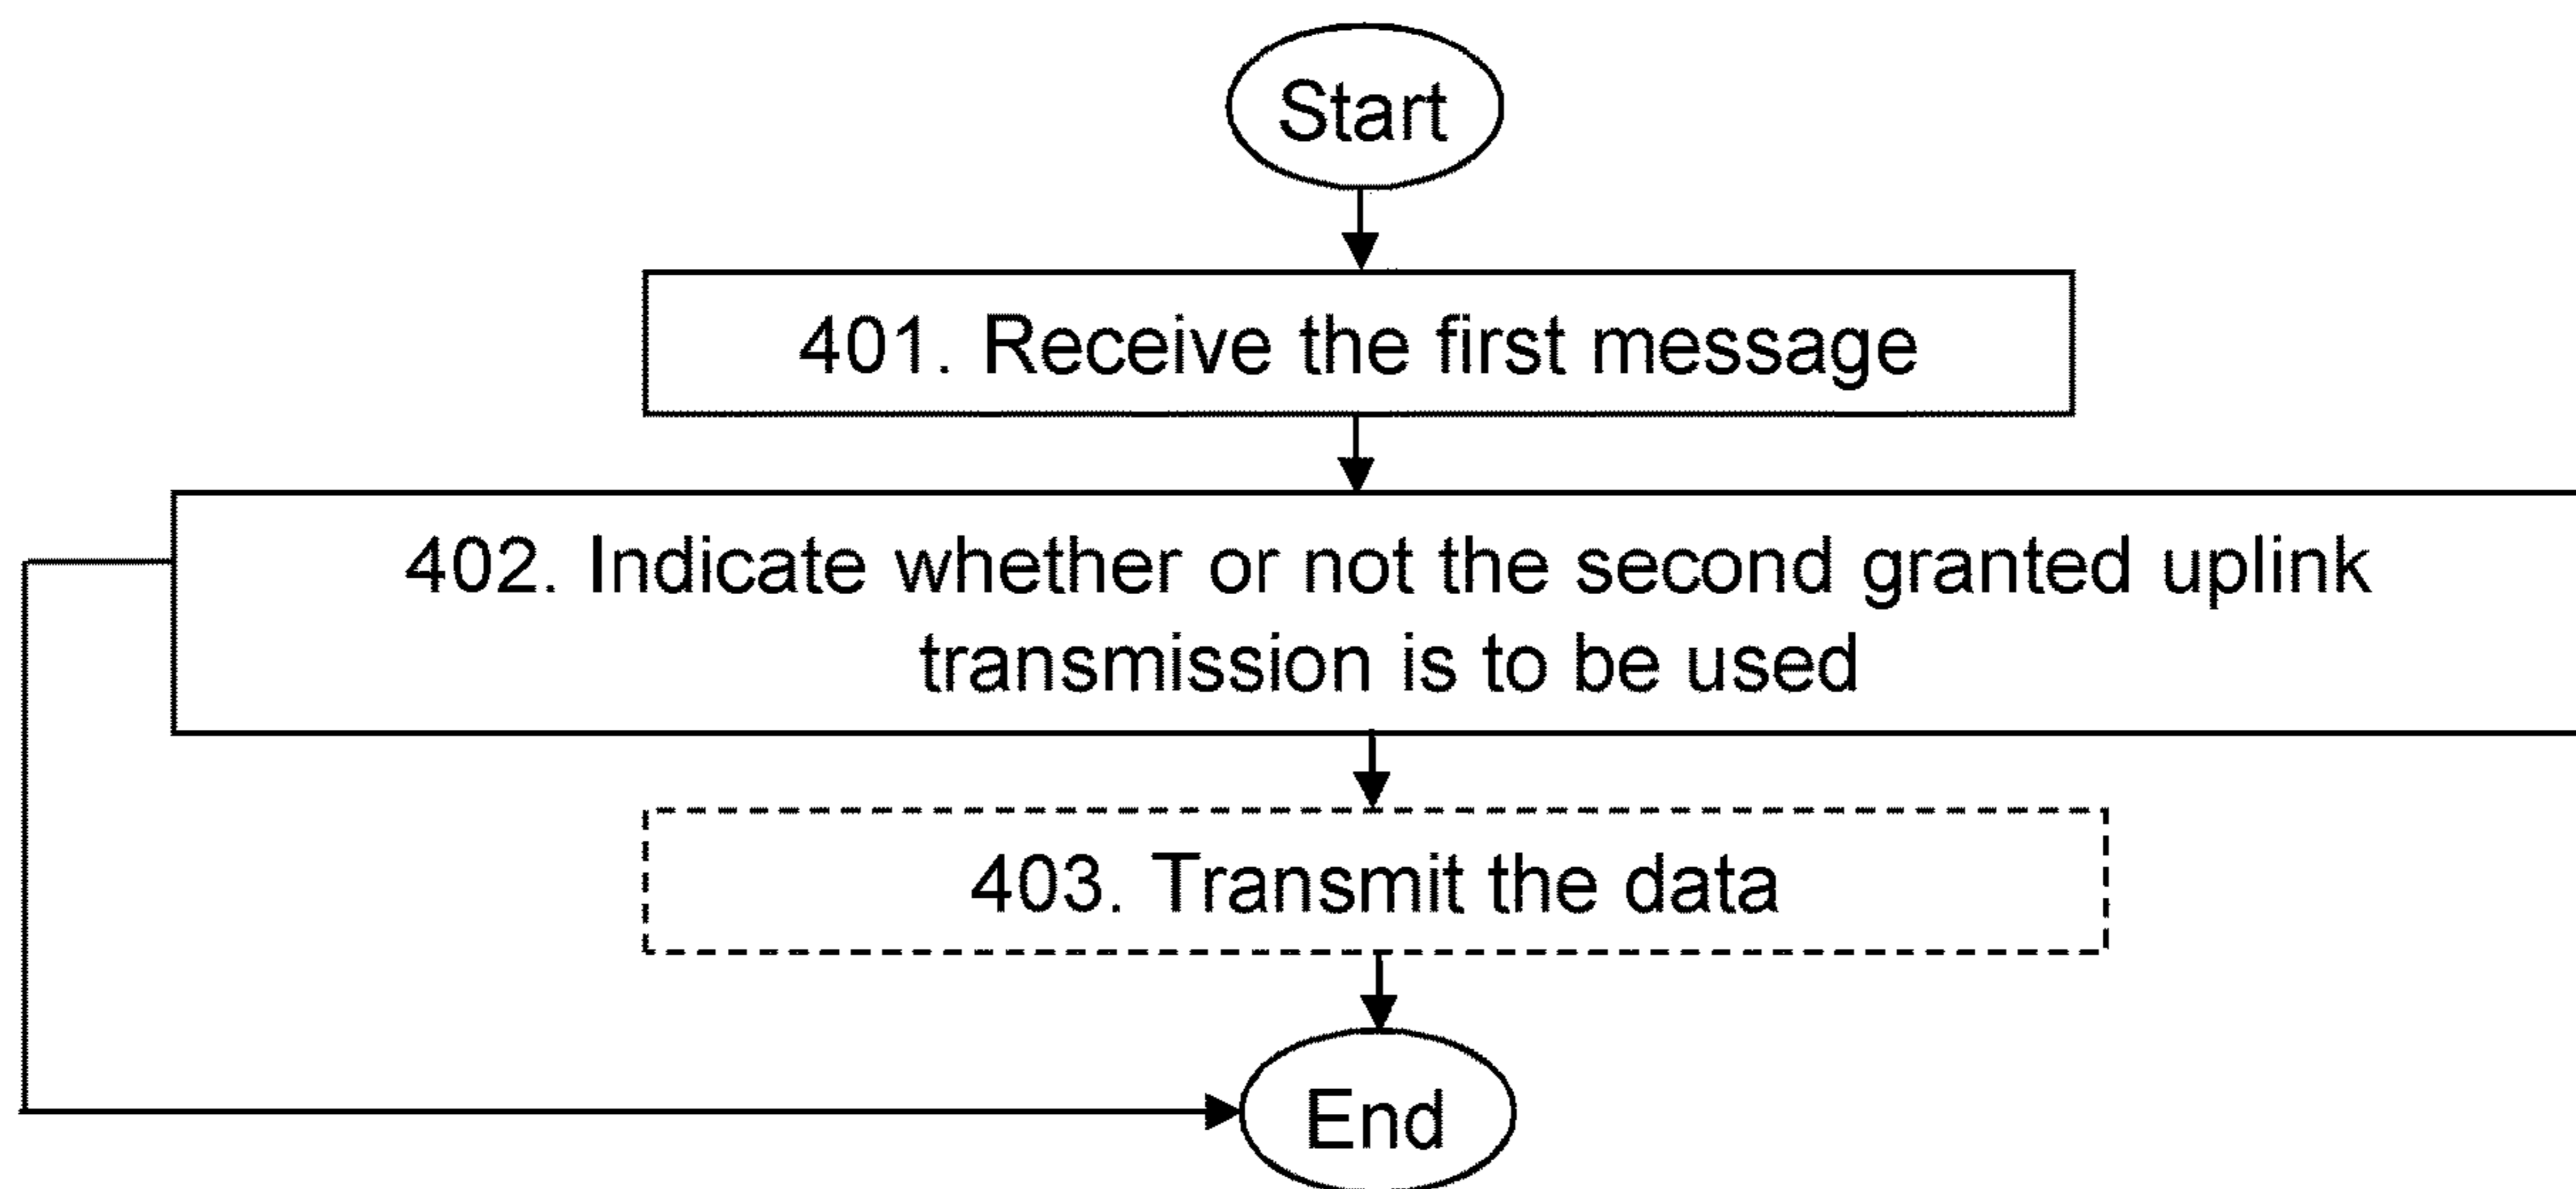 Start
401. Receive the first message
402. Indicate whether or not the second granted uplink
transmission is to be used
403. Transmit the data
End